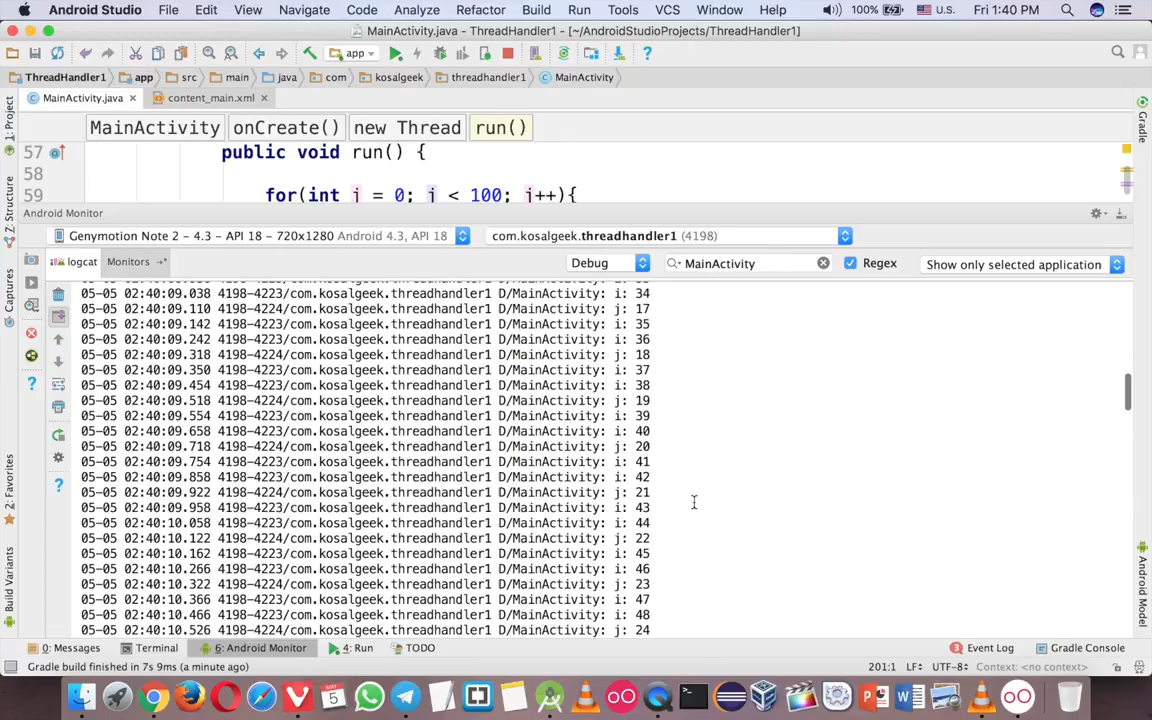 Android Studio File Edit View Navigate Code Analyze Refactor Build Run Tools VCS Window Help 100% U.S. Fri 1:40 PM
MainActivity.java - ThreadHandler1 - [~/AndroidStudioProjects/ThreadHandler1]
app
ThreadHandler1 app src main java com kosalgeek threadhandler1 MainActivity
MainActivity.java content_main.xml
MainActivity onCreate() new Thread run()
57 public void run() {
58
59 for(int j = 0; j < 100; j++){
Android Monitor
Genymotion Note 2 - 4.3 - API 18 - 720x1280 Android 4.3, API 18 com.kosalgeek.threadhandler1 (4198)
logcat Monitors Debug MainActivity Regex Show only selected application
05-05 02:40:09.038 4198-4223/com.kosalgeek.threadhandler1 D/MainActivity: i: 34
05-05 02:40:09.110 4198-4224/com.kosalgeek.threadhandler1 D/MainActivity: j: 17
05-05 02:40:09.142 4198-4223/com.kosalgeek.threadhandler1 D/MainActivity: i: 35
05-05 02:40:09.242 4198-4223/com.kosalgeek.threadhandler1 D/MainActivity: i: 36
05-05 02:40:09.318 4198-4224/com.kosalgeek.threadhandler1 D/MainActivity: j: 18
05-05 02:40:09.350 4198-4223/com.kosalgeek.threadhandler1 D/MainActivity: i: 37
05-05 02:40:09.454 4198-4223/com.kosalgeek.threadhandler1 D/MainActivity: i: 38
05-05 02:40:09.518 4198-4224/com.kosalgeek.threadhandler1 D/MainActivity: j: 19
05-05 02:40:09.554 4198-4223/com.kosalgeek.threadhandler1 D/MainActivity: i: 39
05-05 02:40:09.658 4198-4223/com.kosalgeek.threadhandler1 D/MainActivity: i: 40
05-05 02:40:09.718 4198-4224/com.kosalgeek.threadhandler1 D/MainActivity: j: 20
05-05 02:40:09.754 4198-4223/com.kosalgeek.threadhandler1 D/MainActivity: i: 41
05-05 02:40:09.858 4198-4223/com.kosalgeek.threadhandler1 D/MainActivity: i: 42
05-05 02:40:09.922 4198-4224/com.kosalgeek.threadhandler1 D/MainActivity: j: 21
05-05 02:40:09.958 4198-4223/com.kosalgeek.threadhandler1 D/MainActivity: i: 43
05-05 02:40:10.058 4198-4223/com.kosalgeek.threadhandler1 D/MainActivity: i: 44
05-05 02:40:10.122 4198-4224/com.kosalgeek.threadhandler1 D/MainActivity: j: 22
05-05 02:40:10.162 4198-4223/com.kosalgeek.threadhandler1 D/MainActivity: i: 45
05-05 02:40:10.266 4198-4223/com.kosalgeek.threadhandler1 D/MainActivity: i: 46
05-05 02:40:10.322 4198-4224/com.kosalgeek.threadhandler1 D/MainActivity: j: 23
05-05 02:40:10.366 4198-4223/com.kosalgeek.threadhandler1 D/MainActivity: i: 47
05-05 02:40:10.466 4198-4223/com.kosalgeek.threadhandler1 D/MainActivity: i: 48
05-05 02:40:10.526 4198-4224/com.kosalgeek.threadhandler1 D/MainActivity: j: 24
0: Messages Terminal 6: Android Monitor 4: Run TODO Event Log Gradle Console
Gradle build finished in 7s 9ms (a minute ago) 201:1 LF UTF-8 Context: <no context>
1: Project
Z: Structure
Captures
2: Favorites
Build Variants
Gradle
Android Model